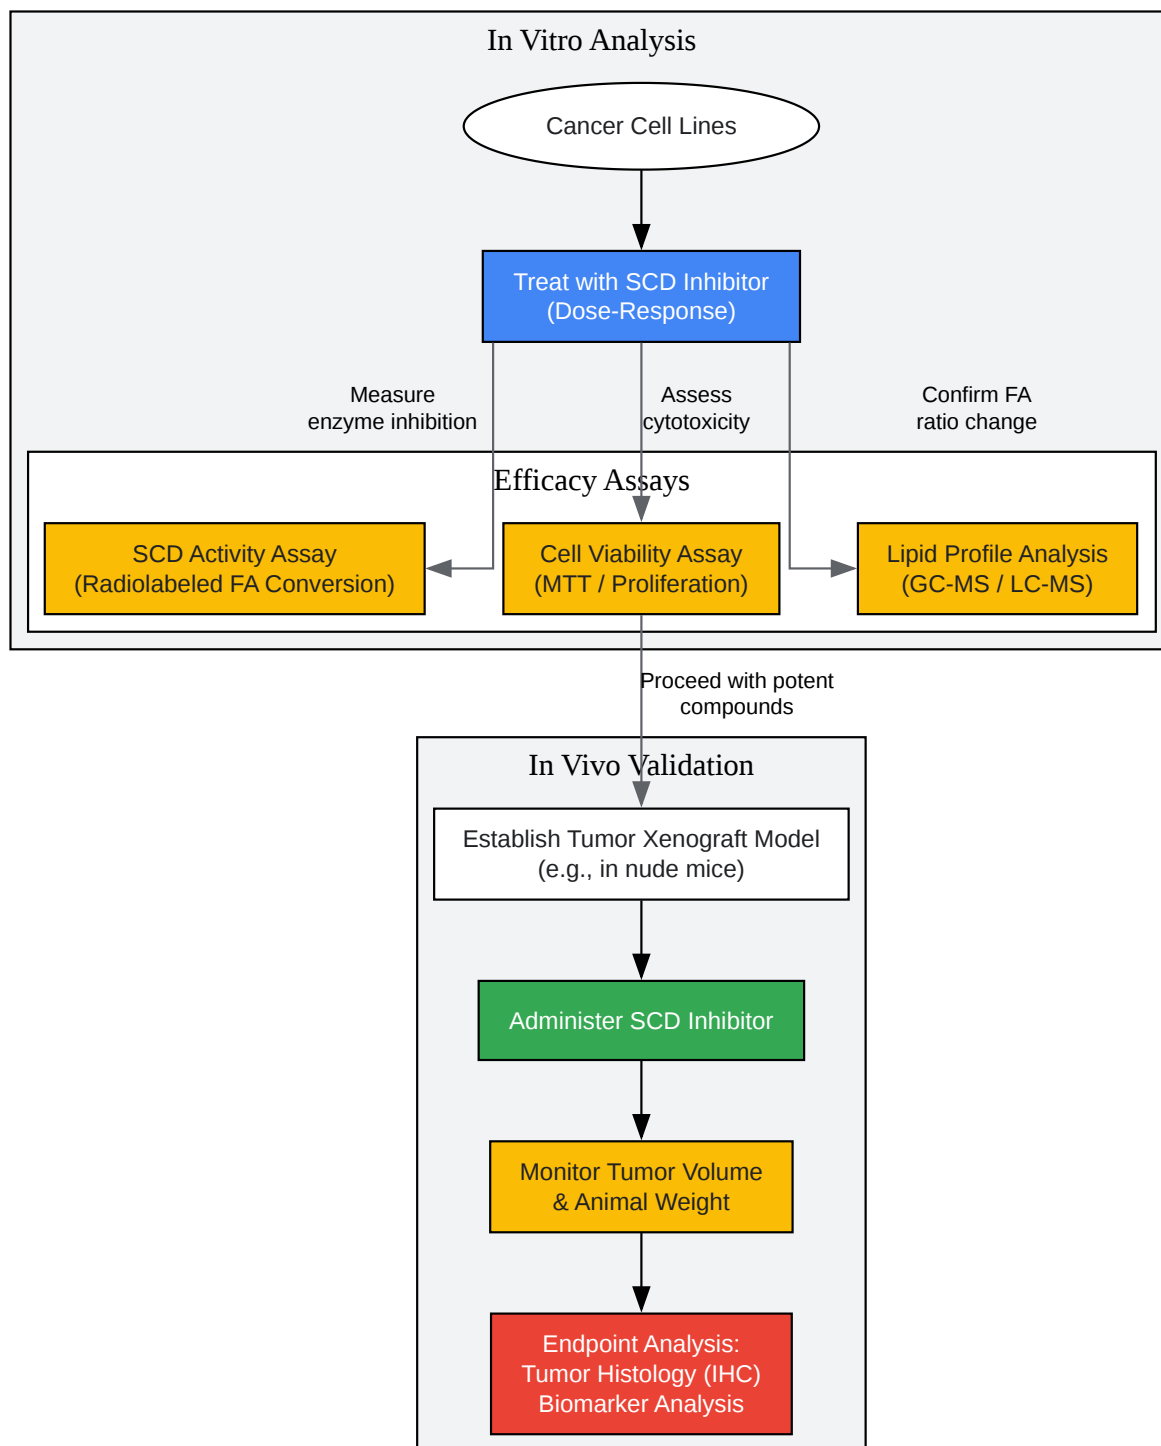 In Vitro Analysis
Cancer Cell Lines
Treat with SCD Inhibitor
(Dose-Response)
Measure
enzyme inhibition
Assess
cytotoxicity
Confirm FA
ratio change
Efficacy Assays
SCD Activity Assay
(Radiolabeled FA Conversion)
Cell Viability Assay
(MTT / Proliferation)
Lipid Profile Analysis
(GC-MS / LC-MS)
Proceed with potent
compounds
In Vivo Validation
Establish Tumor Xenograft Model
(e.g., in nude mice)
Administer SCD Inhibitor
Monitor Tumor Volume
& Animal Weight
Endpoint Analysis:
Tumor Histology (IHC)
Biomarker Analysis